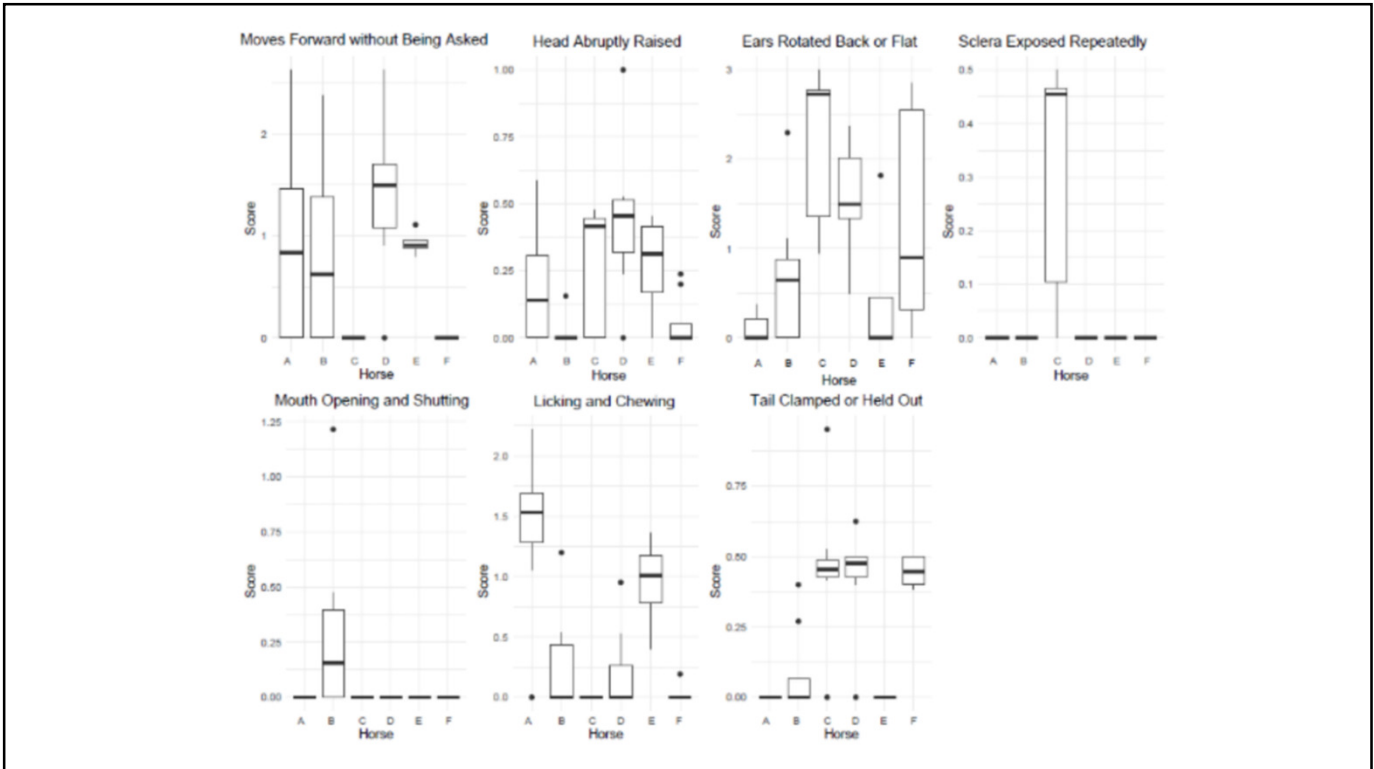 Moves Forward without Being Asked
Head Abruptly Raised
Ears Rotated Back or Flat
Sclera Exposed Repeatedly
Score
2
1
0
A B C D E F
Horse
Score
1.00
0.75
0.50
0.25
0.00
A B C D E F
Horse
Score
3
2
1
0
A B C D E F
Horse
Score
0.5
0.4
0.3
0.2
0.1
0.0
A B C D E F
Horse
Mouth Opening and Shutting
Licking and Chewing
Tail Clamped or Held Out
Score
1.25
1.00
0.75
0.50
0.25
0.00
A B C D E F
Horse
Score
2.0
1.5
1.0
0.5
0.0
A B C D E F
Horse
Score
0.75
0.50
0.25
0.00
A B C D E F
Horse